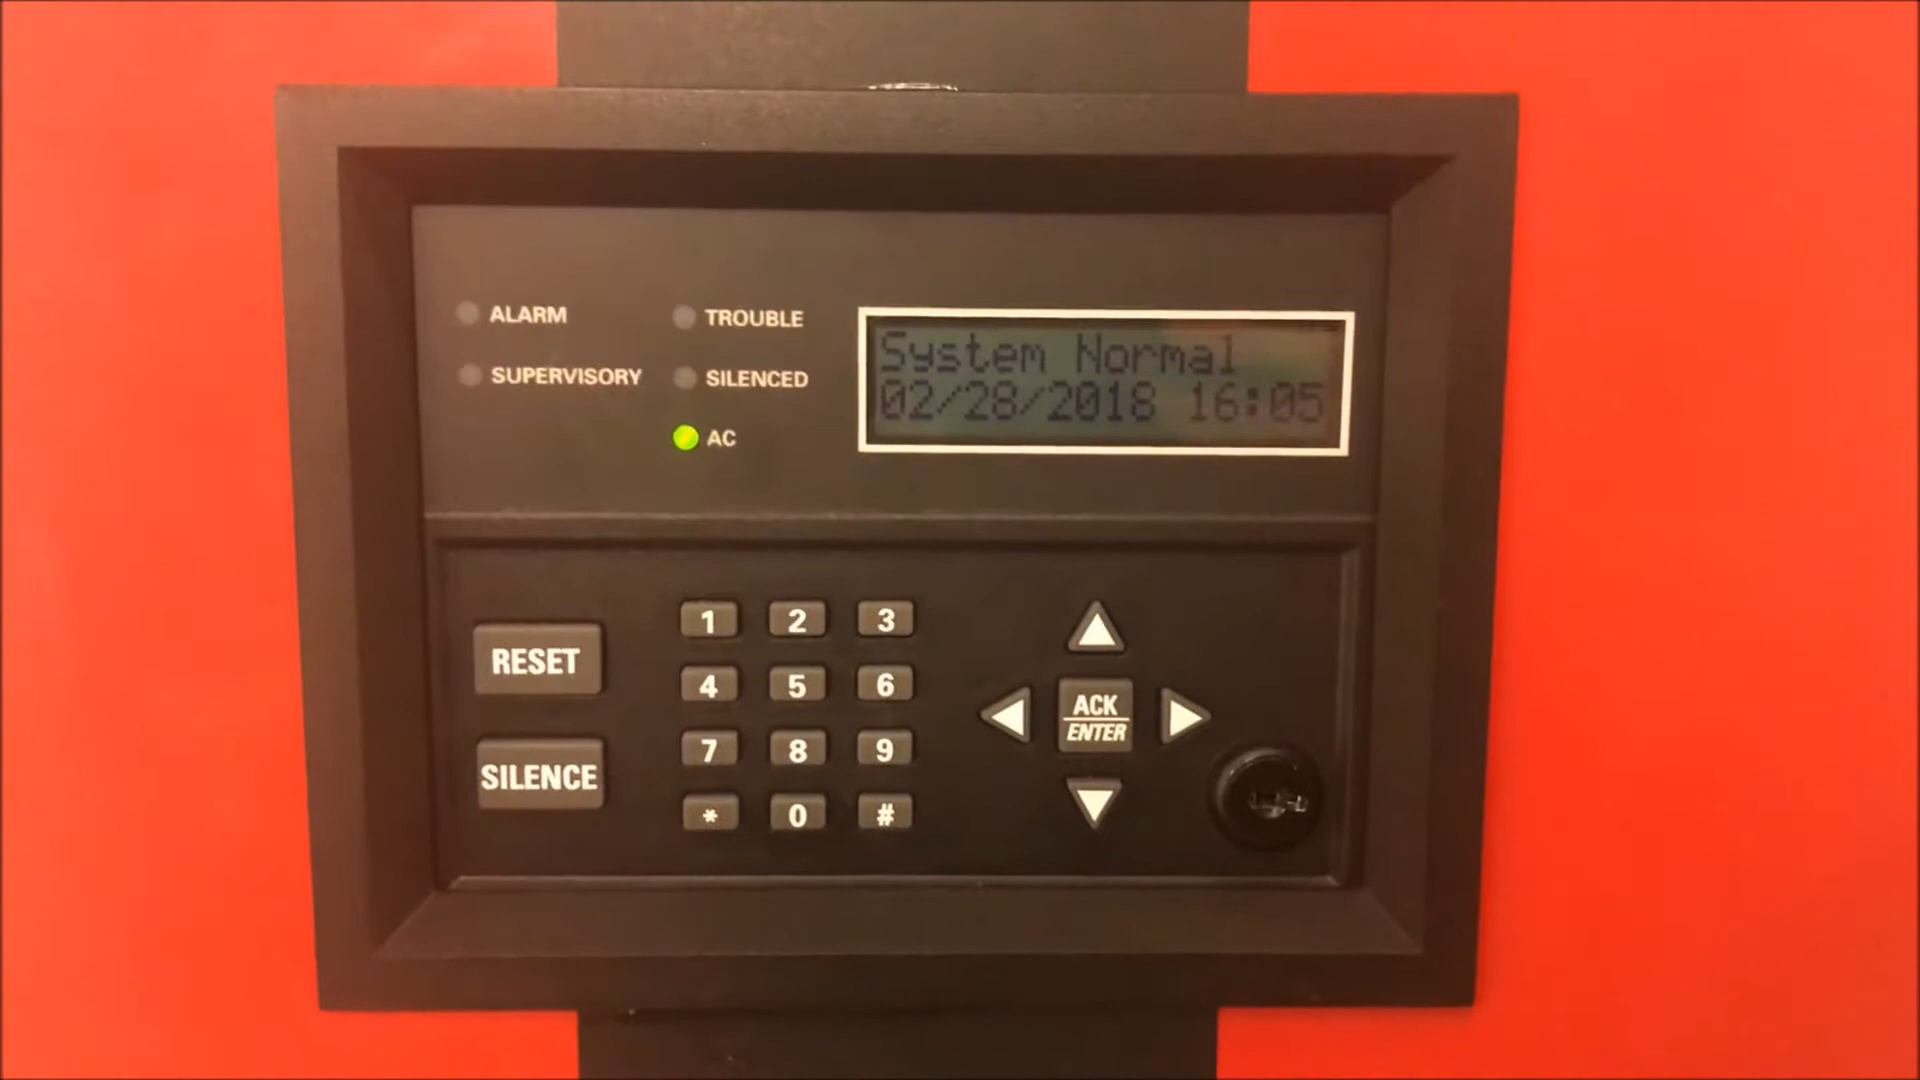 ALARM
TROUBLE
SUPERVISORY
SILENCED
AC
System Normal
02/28/2018 16:05
RESET
SILENCE
1 2 3
4 5 6
7 8 9
* 0 #
ACK
ENTER